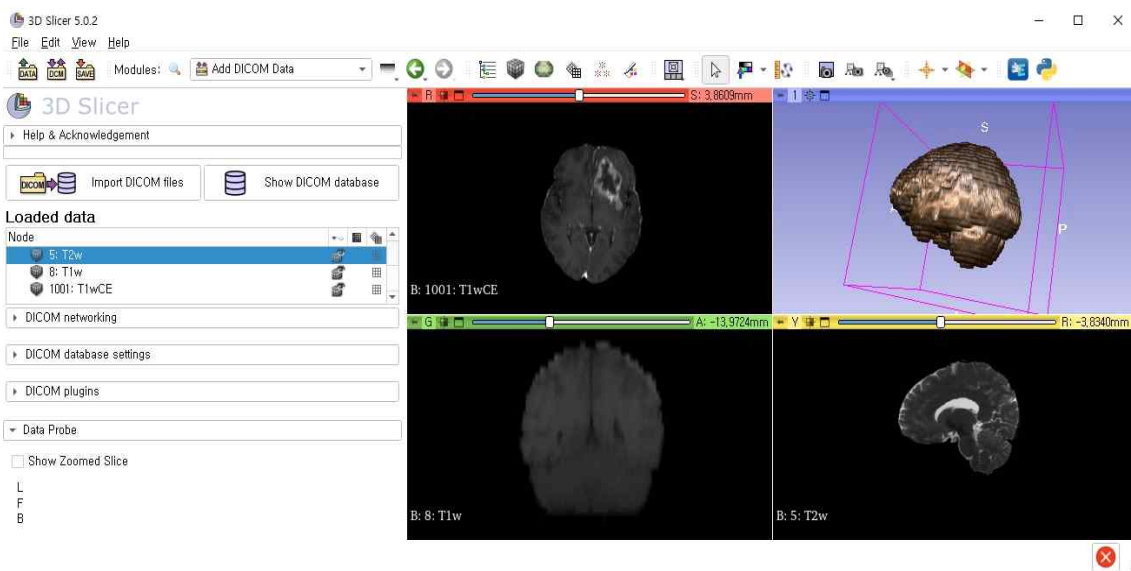 3D Slicer 5.0.2
File Edit View Help
DATA DCM SAVE Modules: Add DICOM Data
3D Slicer
Help & Acknowledgement
DICOM Import DICOM files Show DICOM database
Loaded data
Node
5: T2w
8: T1w
1001: T1wCE
DICOM networking
DICOM database settings
DICOM plugins
Data Probe
Show Zoomed Slice
L
F
B
R S: 3.8609mm
B: 1001: T1wCE
1
S
P
G A: -13.9724mm
B: 8: T1w
Y R: -3.8340mm
B: 5: T2w